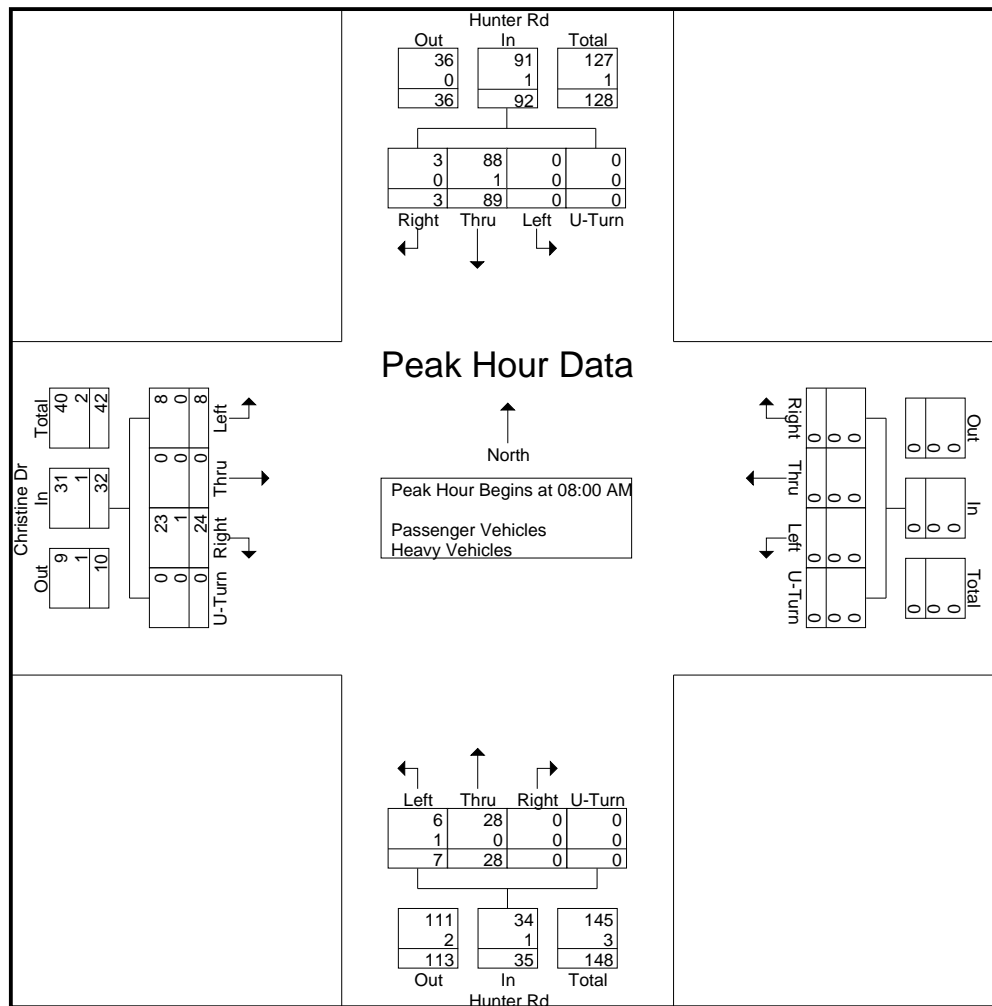 Hunter Rd
Out In Total
36 91 127
0 1 1
36 92 128
3 88 0 0
0 1 0 0
3 89 0 0
Right Thru Left U-Turn
Peak Hour Data
North
Peak Hour Begins at 08:00 AM
Passenger Vehicles
Heavy Vehicles
Christine Dr
Out In Total
9 31 40
1 1 2
10 32 42
0 23 0 8
0 1 0 0
0 24 0 8
U-Turn Right Thru Left
Right Thru Left U-Turn
0 0 0 0
0 0 0 0
0 0 0 0
Out In Total
0 0 0
0 0 0
0 0 0
Left Thru Right U-Turn
6 28 0 0
1 0 0 0
7 28 0 0
111 34 145
2 1 3
113 35 148
Out In Total
Hunter Rd